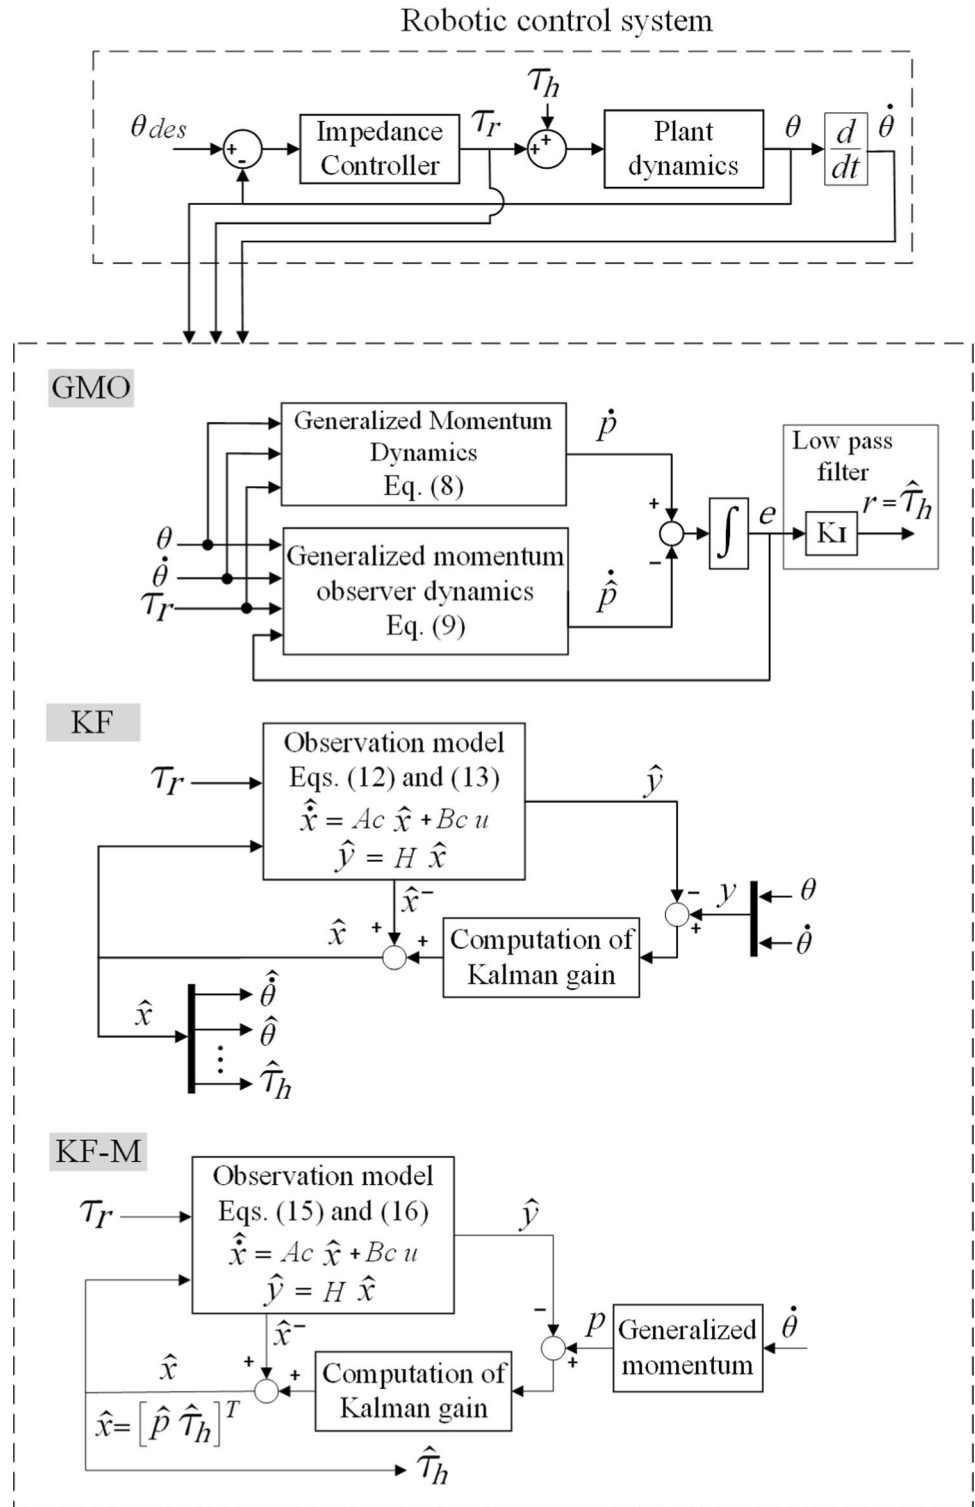 Robotic control system
τh
θdes
+
-
Impedance
Controller
τr
+
+
Plant
dynamics
θ
d
dt
θ̇
GMO
Generalized Momentum
Dynamics
Eq. (8)
ṗ
Low pass
filter
r = τ̂h
θ
θ̇
τr
Generalized momentum
observer dynamics
Eq. (9)
+
-
∫
e
KI
p̂̇
KF
τr
Observation model
Eqs. (12) and (13)
x̂̇ = Ac x̂ + Bc u
ŷ = H x̂
ŷ
x̂⁻
+
+
x̂
Computation of
Kalman gain
-
+
y
θ
θ̇
x̂
θ̂̇
θ̂
⋮
τ̂h
KF-M
τr
Observation model
Eqs. (15) and (16)
x̂̇ = Ac x̂ + Bc u
ŷ = H x̂
ŷ
x̂⁻
+
+
x̂
x̂= [p̂ τ̂h]ᵀ
Computation of
Kalman gain
-
+
p
Generalized
momentum
θ̇
τ̂h